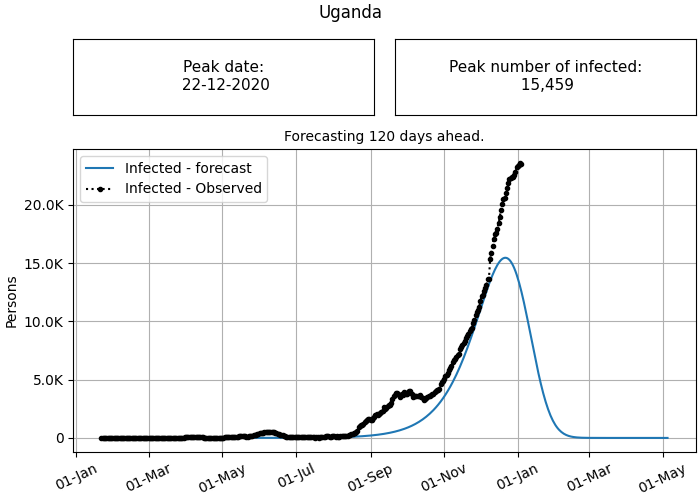 Uganda
Peak date:
22-12-2020
Peak number of infected:
15,459
Forecasting 120 days ahead.
Infected - forecast
Infected - Observed
20.0K
15.0K
10.0K
5.0K
0
Persons
01-Jan
01-Mar
01-May
01-Jul
01-Sep
01-Nov
01-Jan
01-Mar
01-May